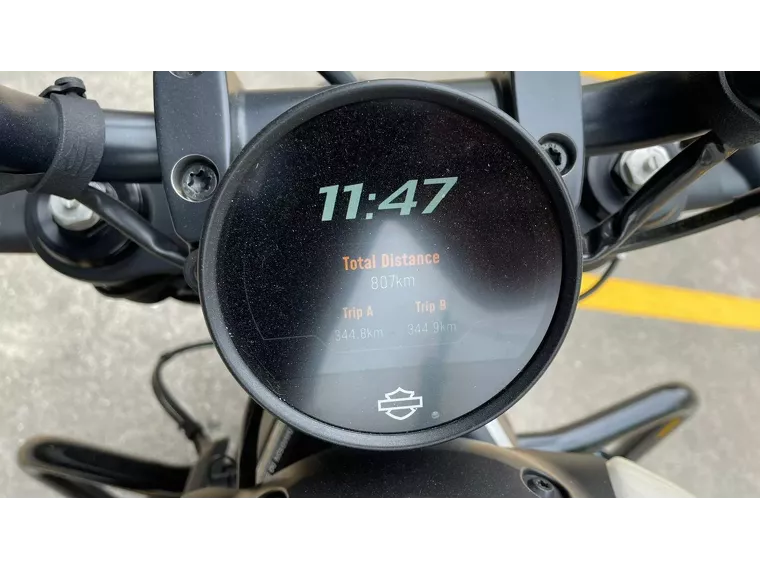 11:47
Total Distance
807km
Trip A Trip B
344.8km 344.9km